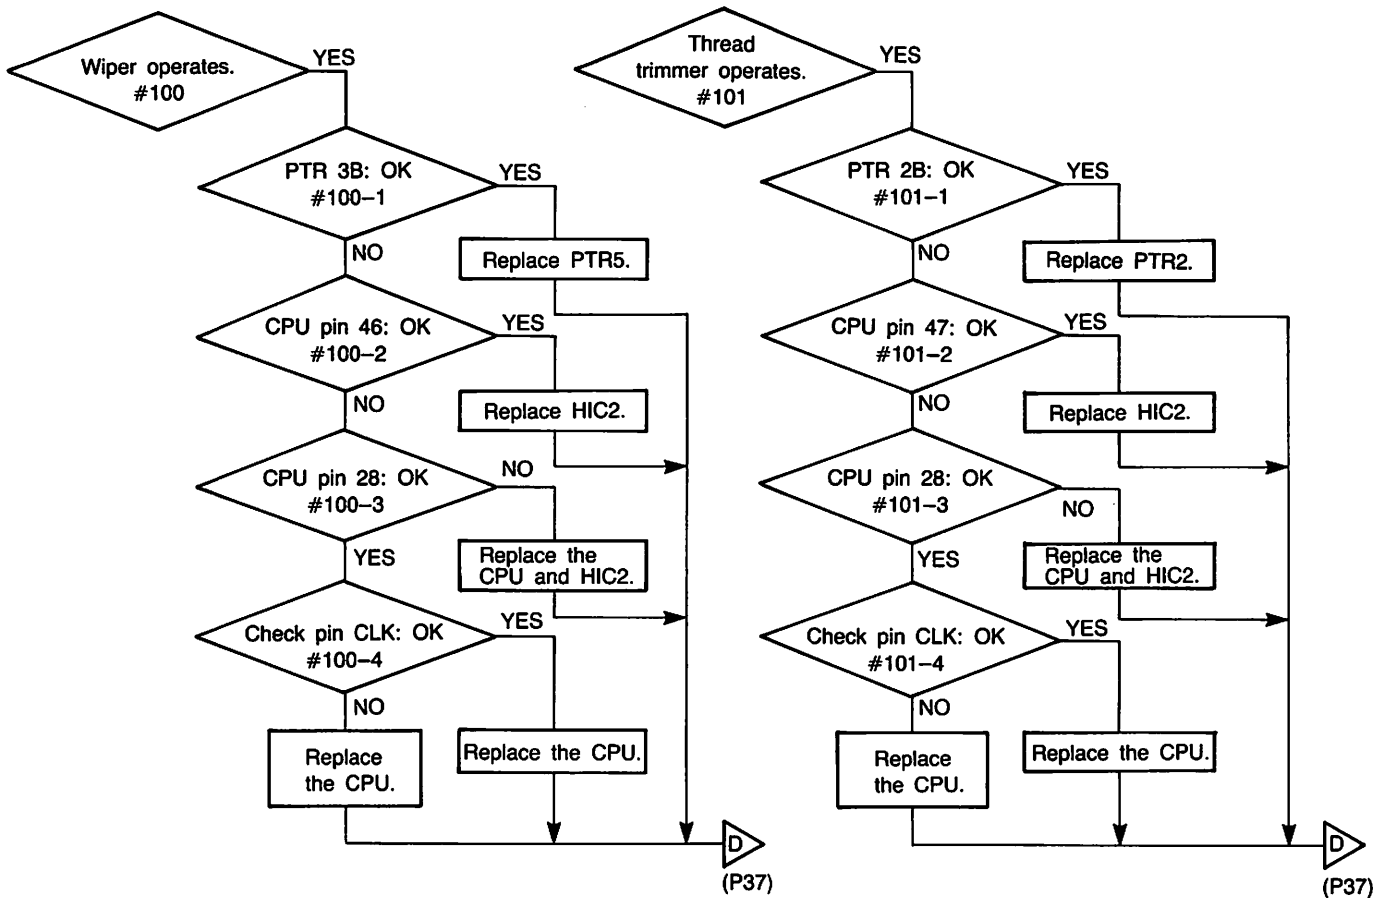 Wiper operates.
#100
YES
PTR 3B: OK
#100–1
YES
NO
Replace PTR5.
CPU pin 46: OK
#100–2
YES
NO
Replace HIC2.
CPU pin 28: OK
#100–3
NO
YES
Replace the
CPU and HIC2.
Check pin CLK: OK
#100–4
YES
NO
Replace
the CPU.
Replace the CPU.
D
(P37)
Thread
trimmer operates.
#101
YES
PTR 2B: OK
#101–1
YES
NO
Replace PTR2.
CPU pin 47: OK
#101–2
YES
NO
Replace HIC2.
CPU pin 28: OK
#101–3
NO
YES
Replace the
CPU and HIC2.
Check pin CLK: OK
#101–4
YES
NO
Replace
the CPU.
Replace the CPU.
D
(P37)